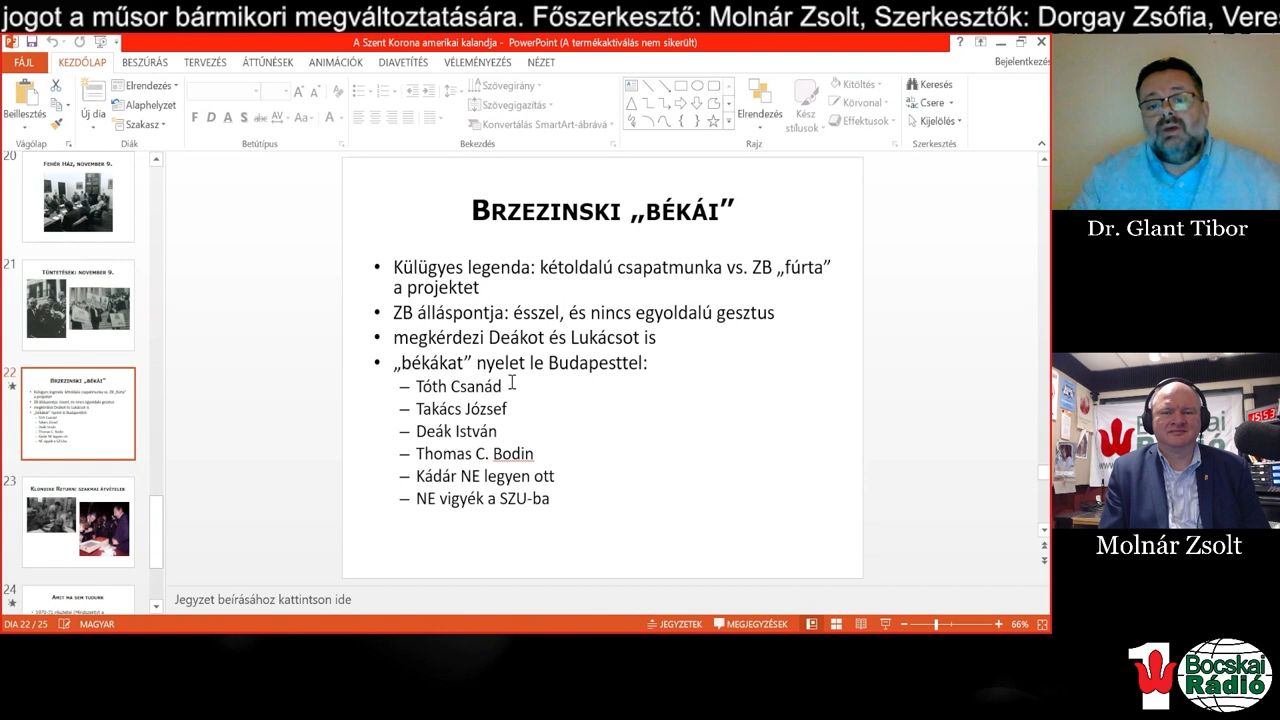 jogot a műsor bármikori megváltoztatására. Főszerkesztő: Molnár Zsolt, Szerkesztők: Dorgay Zsófia, Vere
A Szent Korona amerikai kalandja - PowerPoint (A termékaktiválás nem sikerült)
FÁJL KEZDŐLAP BESZÚRÁS TERVEZÉS ÁTTŰNÉSEK ANIMÁCIÓK DIAVETÍTÉS VÉLEMÉNYEZÉS NÉZET Bejelentkezés
Beillesztés
Vágólap
Új dia
Elrendezés
Alaphelyzet
Szakasz
Diák
Betűtípus
Szövegirány
Szövegigazítás
Konvertálás SmartArt-ábrává
Bekezdés
Elrendezés
Kész stílusok
Kitöltés
Körvonal
Effektusok
Rajz
Keresés
Csere
Kijelölés
Szerkesztés
20
FEHÉR HÁZ, NOVEMBER 9.
21
TÜNTETÉSEK: NOVEMBER 9.
22
BRZEZINSKI „BÉKÁI”
23
KLONDIKE RETURN: SZAKMAI ÁTVÉTELEK
24
AMIT MA SEM TUDUNK
BRZEZINSKI „BÉKÁI”
• Külügyes legenda: kétoldalú csapatmunka vs. ZB „fúrta”
a projektet
• ZB álláspontja: ésszel, és nincs egyoldalú gesztus
• megkérdezi Deákot és Lukácsot is
• „békákat” nyelet le Budapesttel:
– Tóth Csanád
– Takács József
– Deák István
– Thomas C. Bodin
– Kádár NE legyen ott
– NE vigyék a SZU-ba
Jegyzet beírásához kattintson ide
DIA 22 / 25 MAGYAR JEGYZETEK MEGJEGYZÉSEK 66%
Dr. Glant Tibor
15:53
Bocskai
Rádió
Molnár Zsolt
1
Bocskai
Rádió